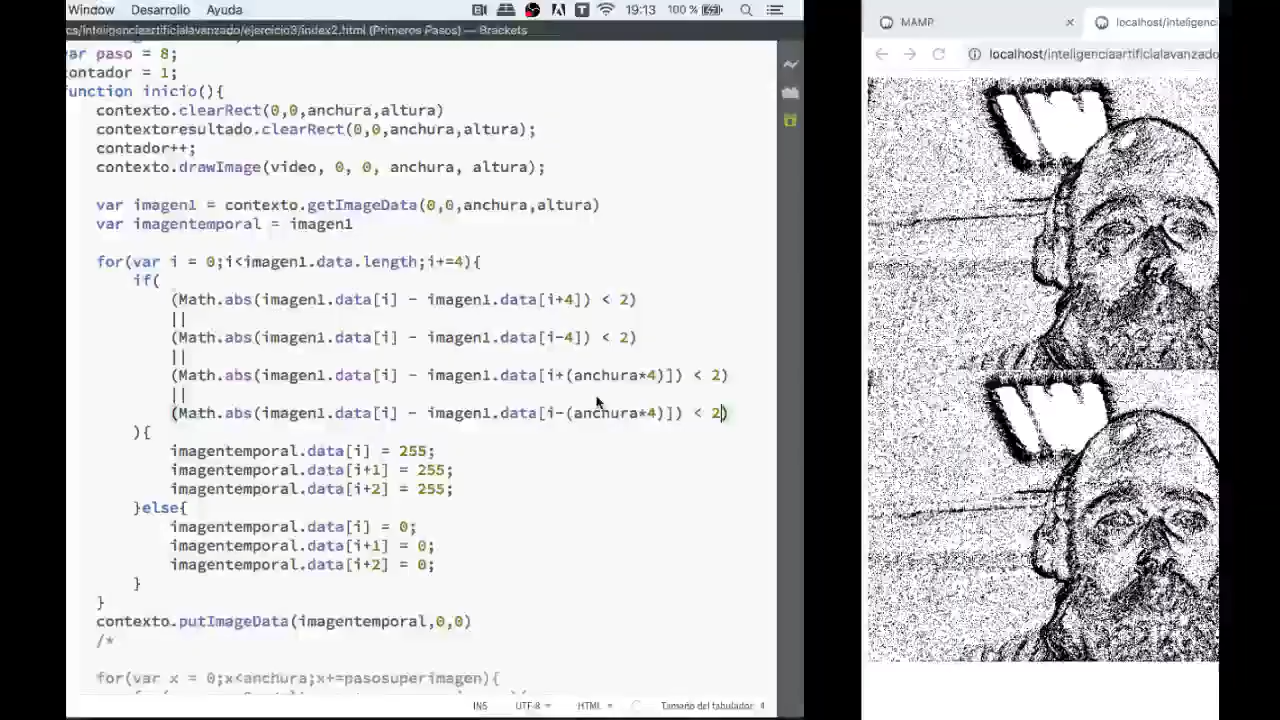 Window Desarrollo Ayuda 19:13 100 %
cs/inteligenciaartificialavanzado/ejercicio3/index2.html (Primeros Pasos) — Brackets
var paso = 8;
contador = 1;
function inicio(){
contexto.clearRect(0,0,anchura,altura)
contextoresultado.clearRect(0,0,anchura,altura);
contador++;
contexto.drawImage(video, 0, 0, anchura, altura);
var imagen1 = contexto.getImageData(0,0,anchura,altura)
var imagentemporal = imagen1
for(var i = 0;i<imagen1.data.length;i+=4){
if(
(Math.abs(imagen1.data[i] - imagen1.data[i+4]) < 2)
||
(Math.abs(imagen1.data[i] - imagen1.data[i-4]) < 2)
||
(Math.abs(imagen1.data[i] - imagen1.data[i+(anchura*4)]) < 2)
||
(Math.abs(imagen1.data[i] - imagen1.data[i-(anchura*4)]) < 2)
){
imagentemporal.data[i] = 255;
imagentemporal.data[i+1] = 255;
imagentemporal.data[i+2] = 255;
}else{
imagentemporal.data[i] = 0;
imagentemporal.data[i+1] = 0;
imagentemporal.data[i+2] = 0;
}
}
contexto.putImageData(imagentemporal,0,0)
/*
for(var x = 0;x<anchura;x+=pasosuperimagen){
INS UTF-8 HTML Tamaño del tabulador: 4
MAMP × localhost/inteligenci
localhost/inteligenciaartificialavanzado